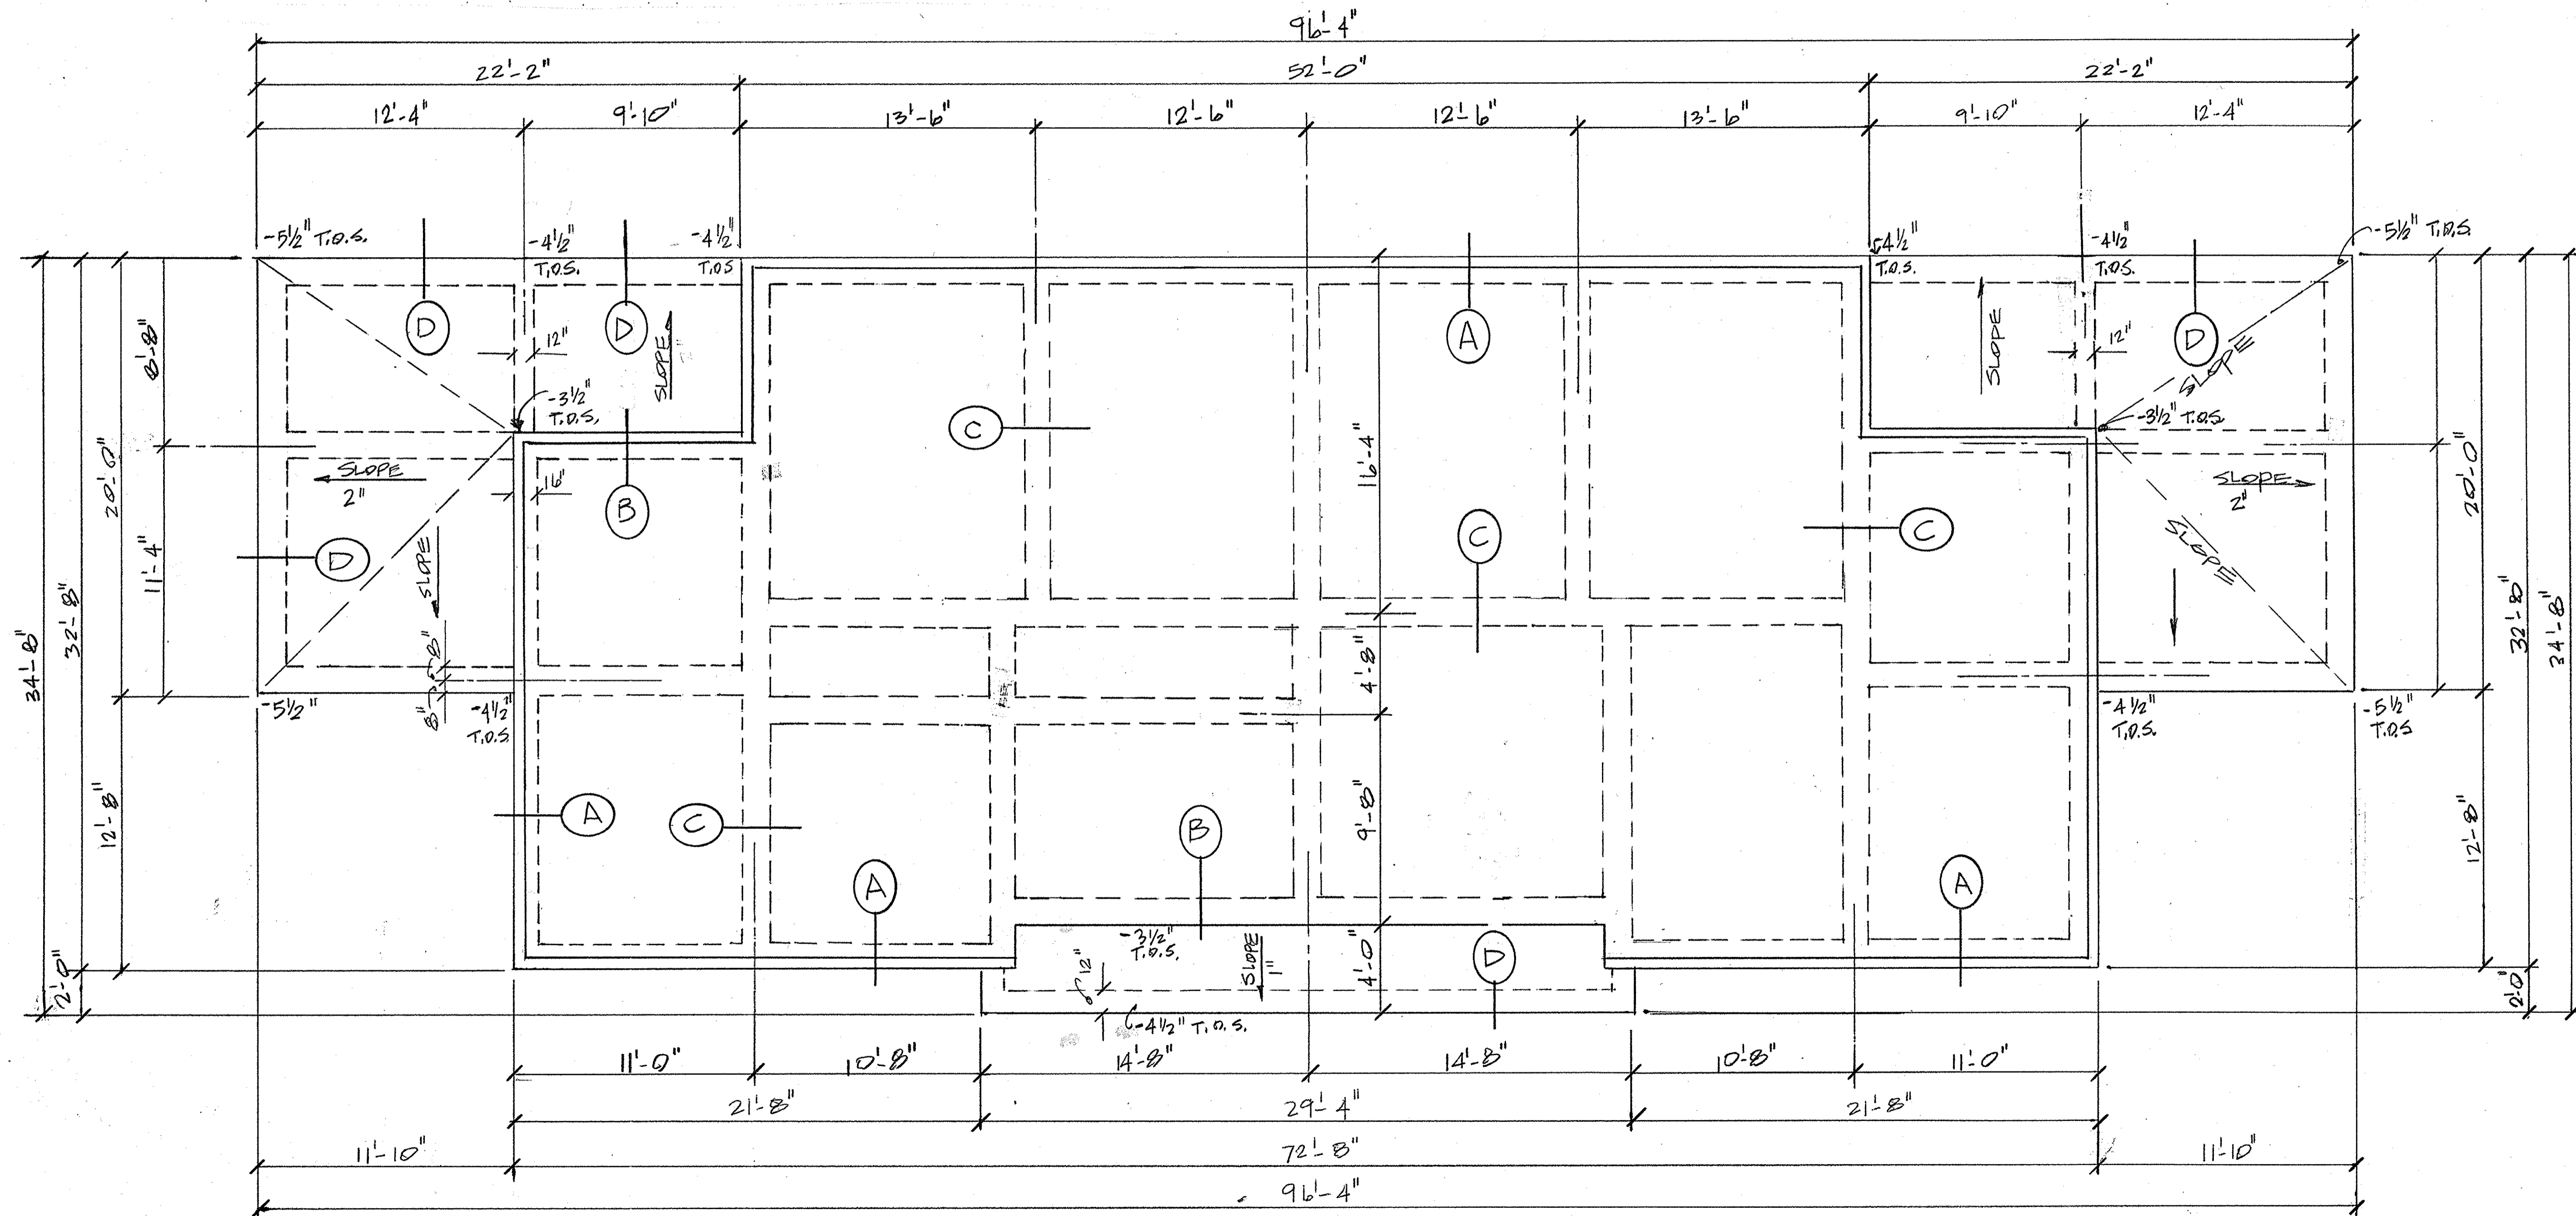 96'-4"
22'-2" 52'-0" 22'-2"
12'-4" 9'-10" 13'-6" 12'-6" 12'-6" 13'-6" 9'-10" 12'-4"
-5½" T.O.S.
-4½"
T.O.S.
-4½"
T.O.S
-4½"
T.O.S.
-4½"
T.O.S.
-5½" T.O.S.
D
D
A
D
12"
SLOPE
SLOPE
12"
SLOPE
8'-8"
-3½"
T.O.S.
-3½" T.O.S.
C
SLOPE
2"
16"
B
16'-4"
SLOPE
2"
20'-0"
20'-0"
D
11'-4"
SLOPE
C
C
SLOPE
34'-8"
32'-8"
8"
8"
4'-8"
32'-8"
34'-8"
-5½"
-4½"
T.O.S.
-4½"
T.O.S.
-5½"
T.O.S
12'-8"
A
C
B
9'-8"
12'-8"
A
A
-3½"
T.O.S.
12"
SLOPE
1"
4'-0"
D
2'-0"
2'-0"
-4½" T.O.S.
11'-0" 10'-8" 14'-8" 14'-8" 10'-8" 11'-0"
21'-8" 29'-4" 21'-8"
11'-10" 72'-8" 11'-10"
96'-4"